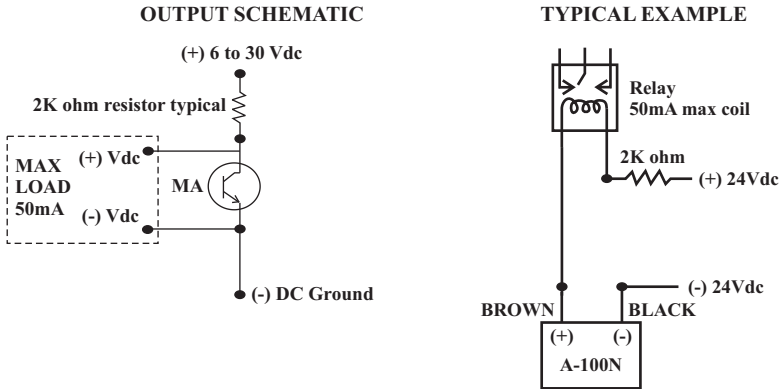 OUTPUT SCHEMATIC
(+) 6 to 30 Vdc
2K ohm resistor typical
(+) Vdc
MAX
LOAD
50mA
MA
(-) Vdc
(-) DC Ground
TYPICAL EXAMPLE
Relay
50mA max coil
2K ohm
(+) 24Vdc
(-) 24Vdc
BROWN
BLACK
(+)
(-)
A-100N